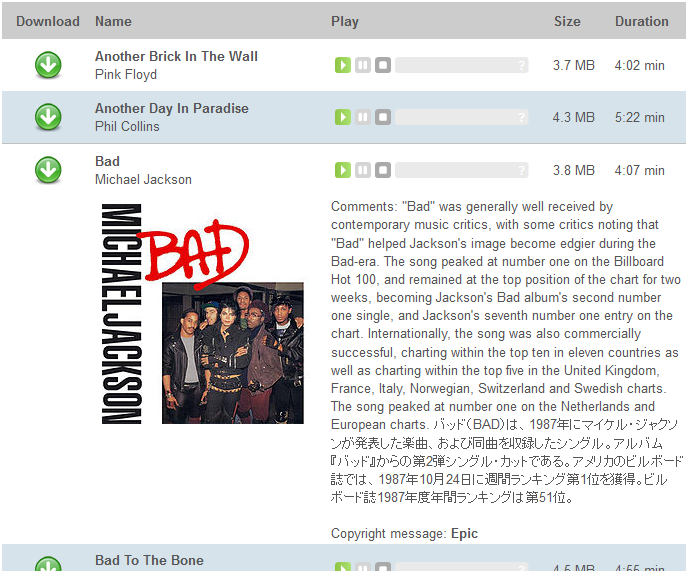 Download Name Play Size Duration
Another Brick In The Wall
Pink Floyd
? 3.7 MB 4:02 min
Another Day In Paradise
Phil Collins
? 4.3 MB 5:22 min
Bad
Michael Jackson
? 3.8 MB 4:07 min
MICHAEL JACKSON
BAD
Comments: "Bad" was generally well received by
contemporary music critics, with some critics noting that
"Bad" helped Jackson's image become edgier during the
Bad-era. The song peaked at number one on the Billboard
Hot 100, and remained at the top position of the chart for two
weeks, becoming Jackson's Bad album's second number
one single, and Jackson's seventh number one entry on the
chart. Internationally, the song was also commercially
successful, charting within the top ten in eleven countries as
well as charting within the top five in the United Kingdom,
France, Italy, Norwegian, Switzerland and Swedish charts.
The song peaked at number one on the Netherlands and
European charts. バッド(BAD)は、1987年にマイケル・ジャクソ
ンが発表した楽曲、および同曲を収録したシングル。アルバム
『バッド』からの第2弾シングル・カットである。アメリカのビルボード
誌では、1987年10月24日に週間ランキング第1位を獲得。ビル
ボード誌1987年度年間ランキングは第51位。
Copyright message: Epic
Bad To The Bone
? 4.5 MB 4:55 min